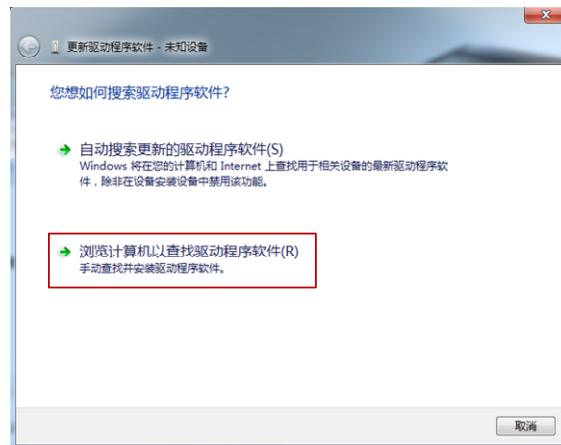 更新驱动程序软件 - 未知设备
您想如何搜索驱动程序软件?
自动搜索更新的驱动程序软件(S)
Windows 将在您的计算机和 Internet 上查找用于相关设备的最新驱动程序软
件，除非在设备安装设备中禁用该功能。
浏览计算机以查找驱动程序软件(R)
手动查找并安装驱动程序软件。
取消